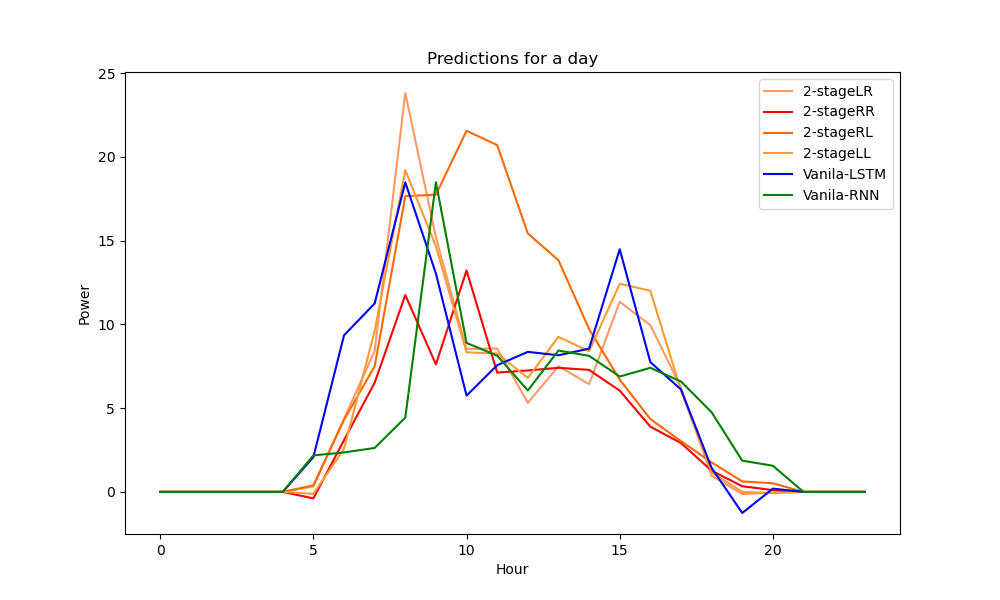 Predictions for a day
25
20
15
10
5
0
Power
2-stageLR
2-stageRR
2-stageRL
2-stageLL
Vanila-LSTM
Vanila-RNN
0 5 10 15 20
Hour